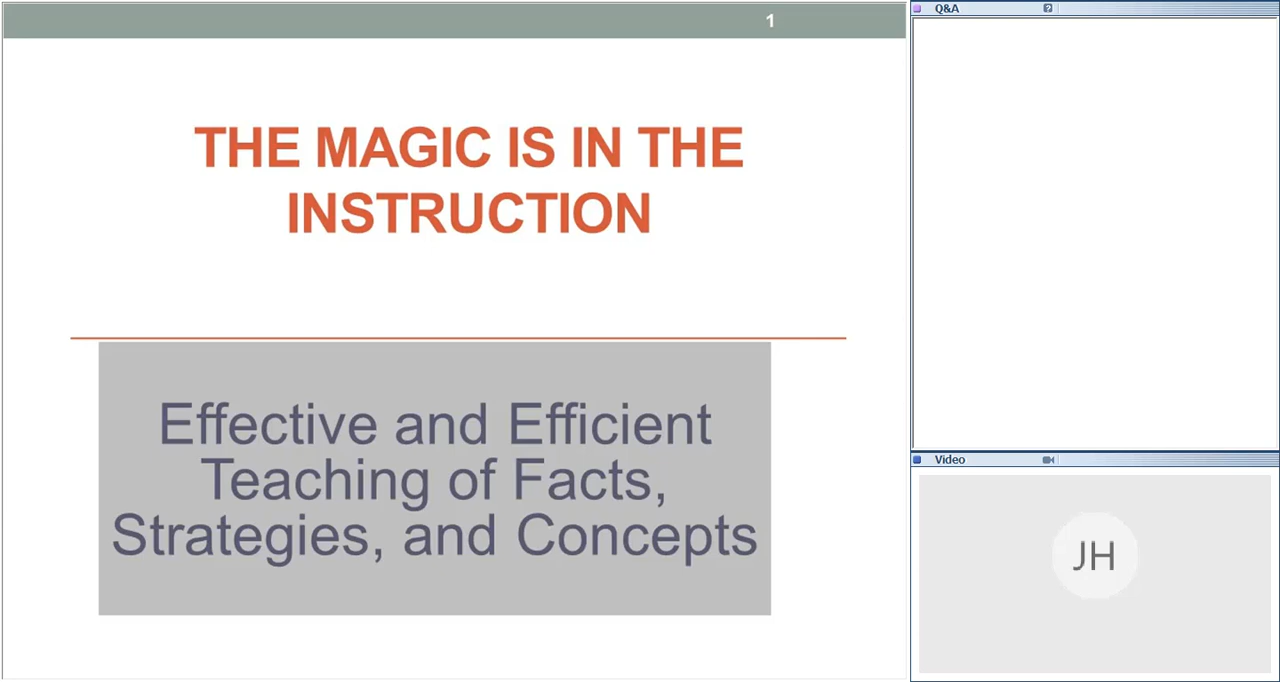 1
THE MAGIC IS IN THE
INSTRUCTION
Effective and Efficient
Teaching of Facts,
Strategies, and Concepts
Q&A
?
Video
JH